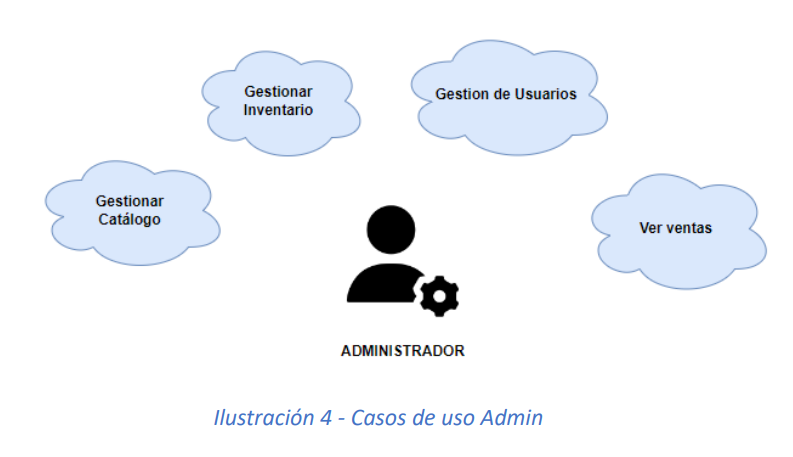 Gestionar
Inventario
Gestion de Usuarios
Gestionar
Catálogo
Ver ventas
ADMINISTRADOR
Ilustración 4 - Casos de uso Admin